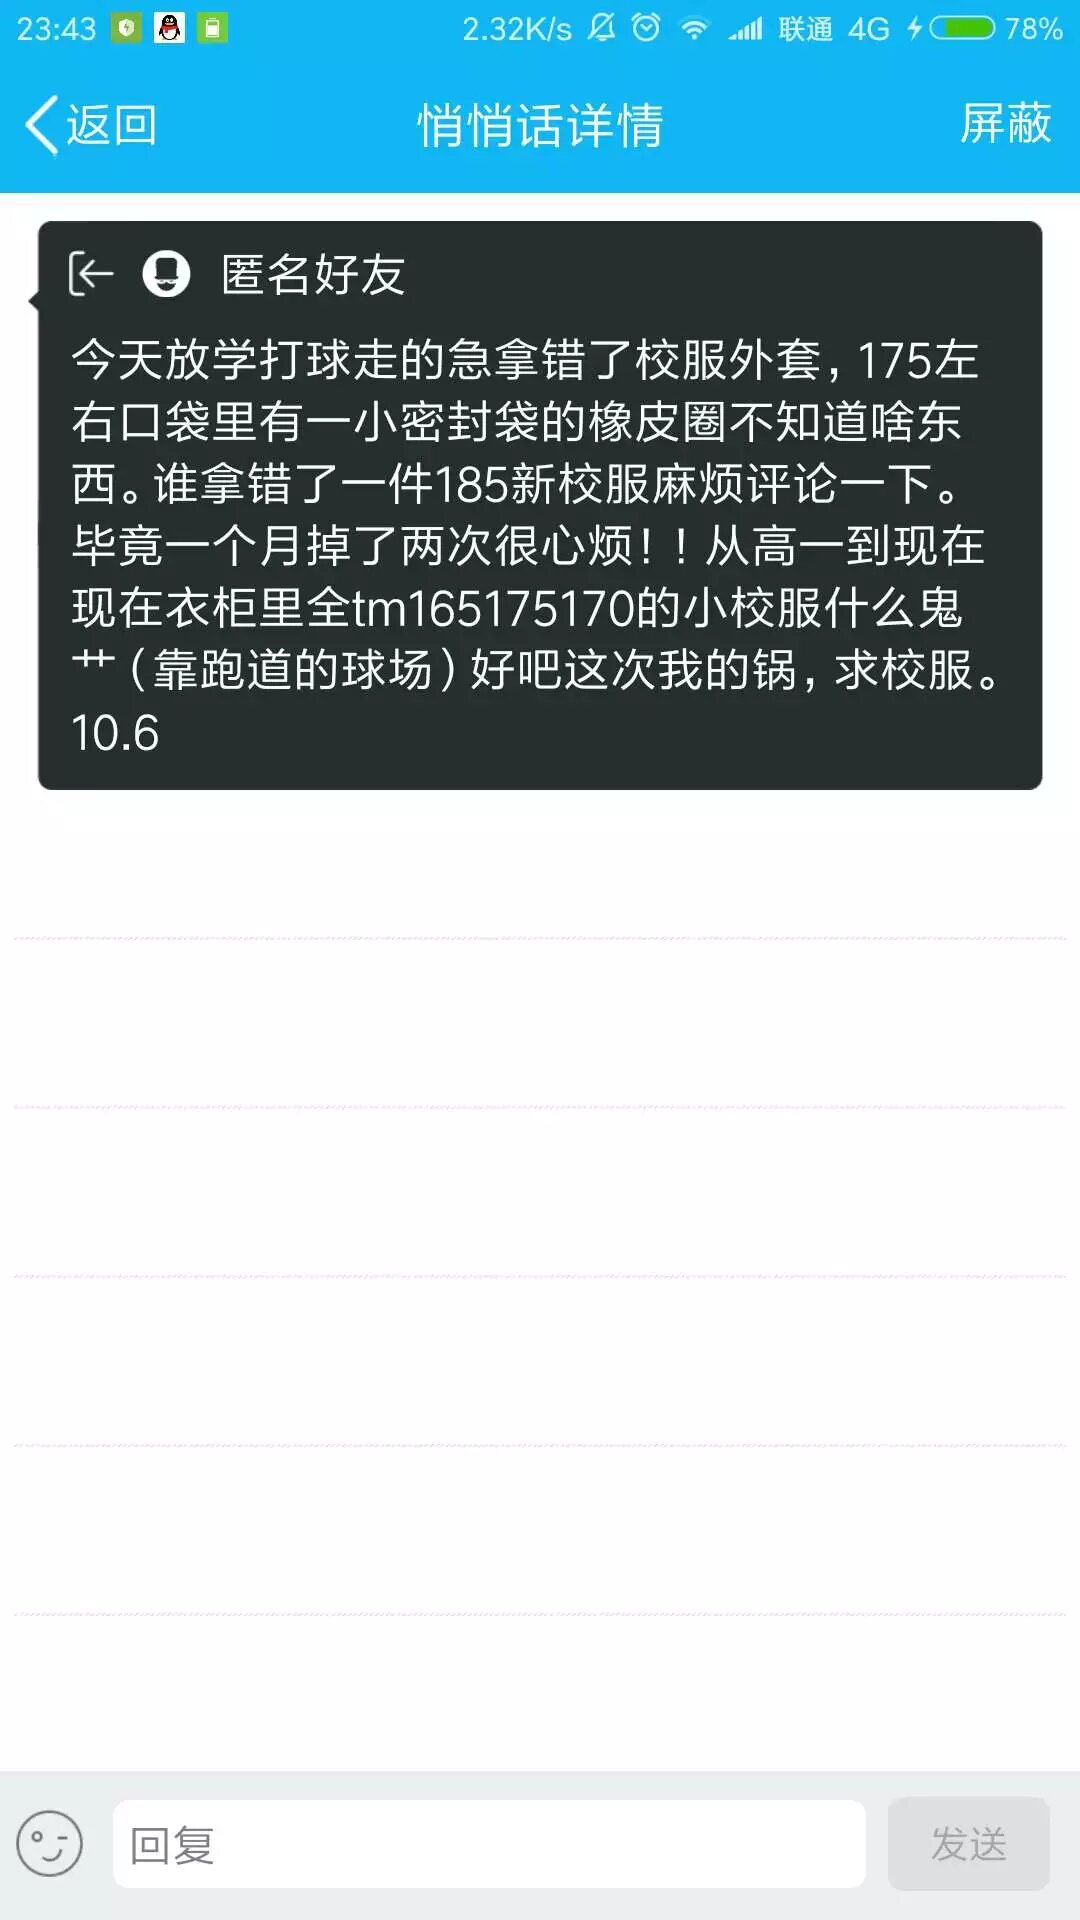 23:43 2.32K/s 联通 4G 78%
返回 悄悄话详情 屏蔽
匿名好友
今天放学打球走的急拿错了校服外套，175左
右口袋里有一小密封袋的橡皮圈不知道啥东
西。谁拿错了一件185新校服麻烦评论一下。
毕竟一个月掉了两次很心烦！！从高一到现在
现在衣柜里全tm165175170的小校服什么鬼
艹（靠跑道的球场）好吧这次我的锅，求校服。
10.6
回复 发送